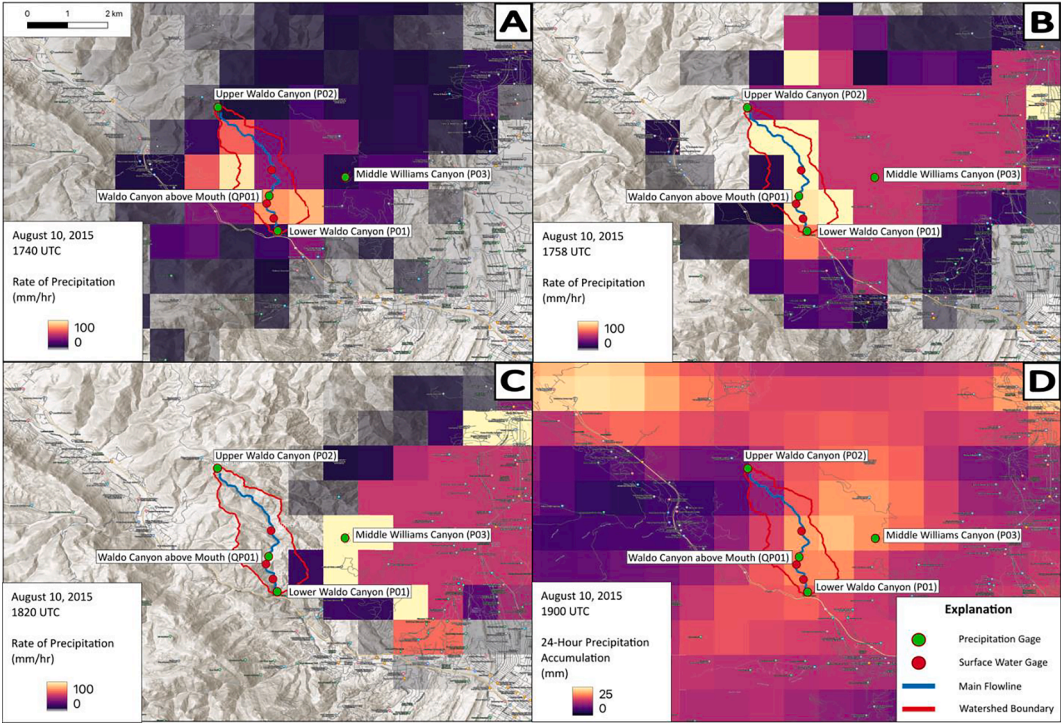 0 1 2 km
A
Upper Waldo Canyon (P02)
Middle Williams Canyon (P03)
Waldo Canyon above Mouth (QP01)
Lower Waldo Canyon (P01)
August 10, 2015
1740 UTC
Rate of Precipitation
(mm/hr)
100
0
B
Upper Waldo Canyon (P02)
Middle Williams Canyon (P03)
Waldo Canyon above Mouth (QP01)
Lower Waldo Canyon (P01)
August 10, 2015
1758 UTC
Rate of Precipitation
(mm/hr)
100
0
C
Upper Waldo Canyon (P02)
Middle Williams Canyon (P03)
Waldo Canyon above Mouth (QP01)
Lower Waldo Canyon (P01)
August 10, 2015
1820 UTC
Rate of Precipitation
(mm/hr)
100
0
D
Upper Waldo Canyon (P02)
Middle Williams Canyon (P03)
Waldo Canyon above Mouth (QP01)
Lower Waldo Canyon (P01)
August 10, 2015
1900 UTC
24-Hour Precipitation
Accumulation
(mm)
25
0
Explanation
Precipitation Gage
Surface Water Gage
Main Flowline
Watershed Boundary